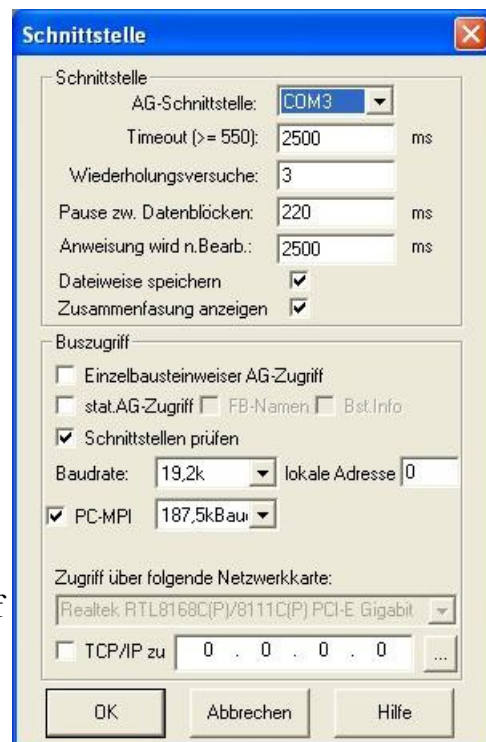 Schnittstelle
Schnittstelle
AG-Schnittstelle: COM3
Timeout (>= 550): 2500 ms
Wiederholungsversuche: 3
Pause zw. Datenblöcken: 220 ms
Anweisung wird n.Bearb.: 2500 ms
Dateiweise speichern
Zusammenfasung anzeigen
Buszugriff
Einzelbausteinweiser AG-Zugriff
stat.AG-Zugriff FB-Namen Bst.Info
Schnittstellen prüfen
Baudrate: 19,2k lokale Adresse 0
PC-MPI 187,5kBau
Zugriff über folgende Netzwerkkarte:
f
Realtek RTL8168C(P)/8111C(P) PCI-E Gigabit
TCP/IP zu 0 . 0 . 0 . 0 ...
OK Abbrechen Hilfe